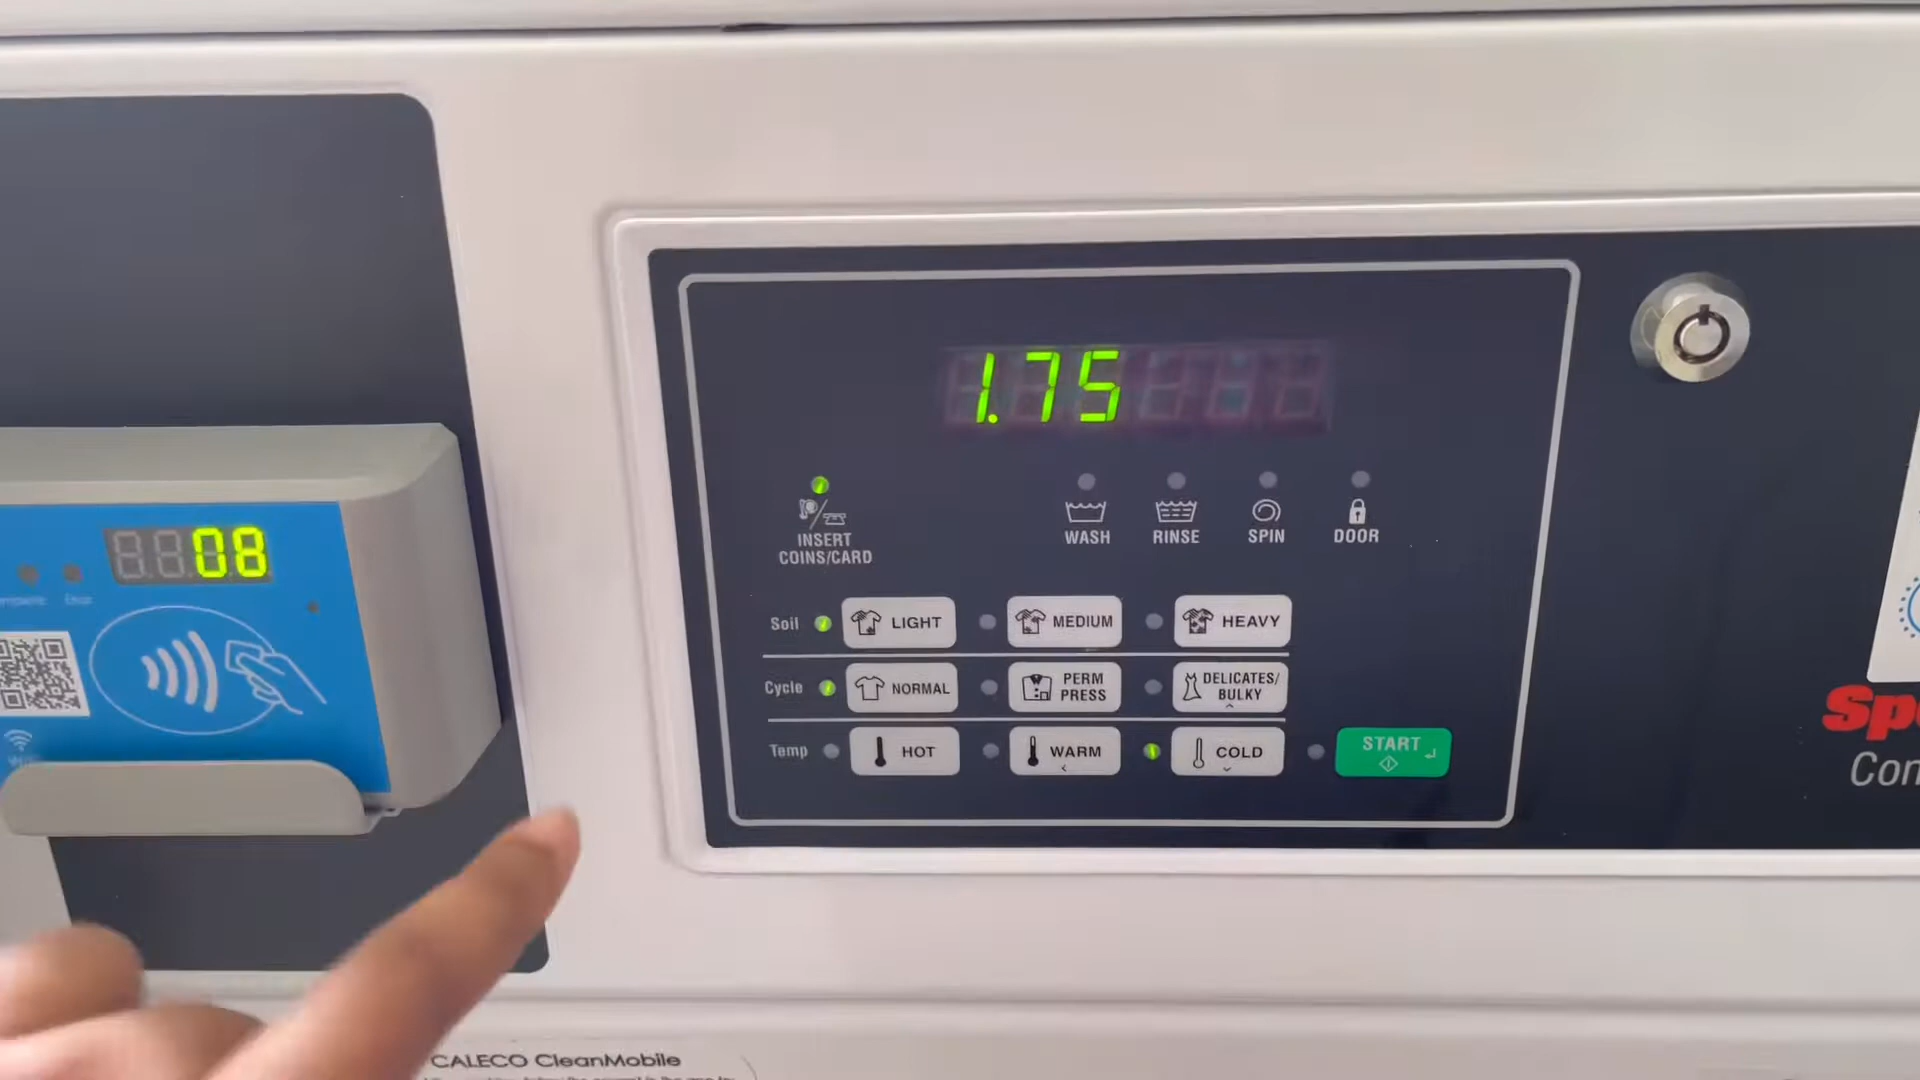 08
1.75
INSERT
COINS/CARD
WASH
RINSE
SPIN
DOOR
Soil
LIGHT
MEDIUM
HEAVY
Cycle
NORMAL
PERM
PRESS
DELICATES/
BULKY
Temp
HOT
WARM
COLD
START
Sp
Con
CALECO CleanMobile